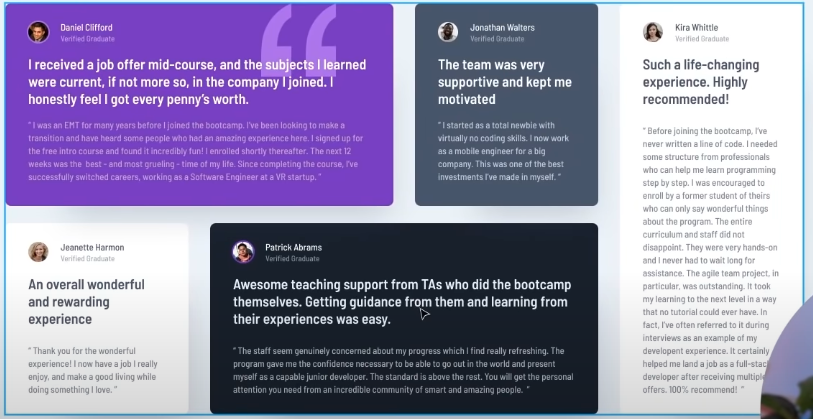 Daniel Clifford
Verified Graduate
I received a job offer mid-course, and the subjects I learned
were current, if not more so, in the company I joined. I
honestly feel I got every penny's worth.
“ I was an EMT for many years before I joined the bootcamp. I've been looking to make a
transition and have heard some people who had an amazing experience here. I signed up for
the free intro course and found it incredibly fun! I enrolled shortly thereafter. The next 12
weeks was the best - and most grueling - time of my life. Since completing the course, I've
successfully switched careers, working as a Software Engineer at a VR startup. ”
Jonathan Walters
Verified Graduate
The team was very
supportive and kept me
motivated
“ I started as a total newbie with
virtually no coding skills. I now work
as a mobile engineer for a big
company. This was one of the best
investments I've made in myself. ”
Kira Whittle
Verified Graduate
Such a life-changing
experience. Highly
recommended!
“ Before joining the bootcamp, I've
never written a line of code. I needed
some structure from professionals
who can help me learn programming
step by step. I was encouraged to
enroll by a former student of theirs
who can only say wonderful things
about the program. The entire
curriculum and staff did not
disappoint. They were very hands-on
and I never had to wait long for
assistance. The agile team project, in
particular, was outstanding. It took
my learning to the next level in a way
that no tutorial could ever have. In
fact, I've often referred to it during
interviews as an example of my
developent experience. It certainly
helped me land a job as a full-stack
developer after receiving multiple
offers. 100% recommend! ”
Jeanette Harmon
Verified Graduate
An overall wonderful
and rewarding
experience
“ Thank you for the wonderful
experience! I now have a job I really
enjoy, and make a good living while
doing something I love. ”
Patrick Abrams
Verified Graduate
Awesome teaching support from TAs who did the bootcamp
themselves. Getting guidance from them and learning from
their experiences was easy.
“ The staff seem genuinely concerned about my progress which I find really refreshing. The
program gave me the confidence necessary to be able to go out in the world and present
myself as a capable junior developer. The standard is above the rest. You will get the personal
attention you need from an incredible community of smart and amazing people. ”